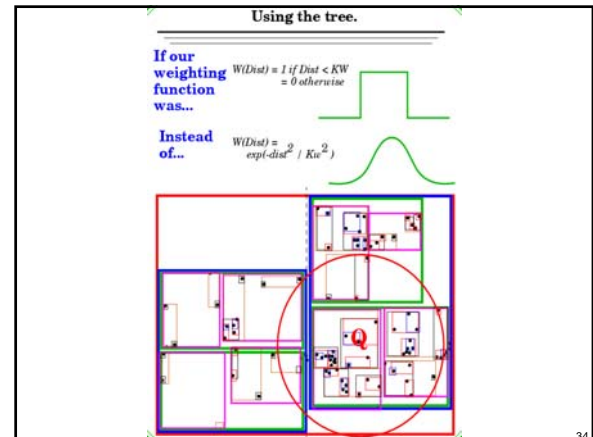 Using the tree.
If our
weighting
function
was...
W(Dist) = 1 if Dist < KW
= 0 otherwise
Instead
of...
W(Dist) =
exp(-dist² / Kw²)
Q
34